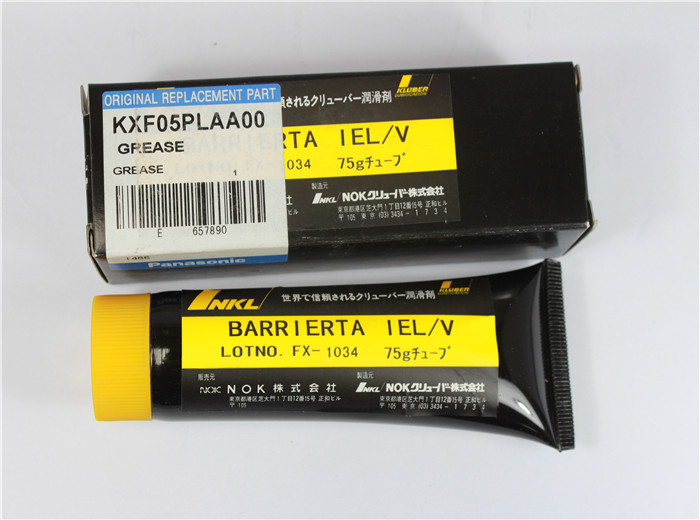 ORIGINAL REPLACEMENT PART
KXF05PLAA00
GREASE
GREASE 1
E 657890
1486
Panasonic
KLÜBER
LUBRICATION
信頼されるクリューバー潤滑剤
BARRIERTA IEL/V
LOTNO. FX-1034 75gチューブ
製造元
NKL/ NOKクリューバー株式会社
東京都港区芝大門1丁目12番15号 正和ビル
〒105 東京 (03) 3434-1734
NKL/
世界で信頼されるクリューバー潤滑剤
KLÜBER
LUBRICATION
BARRIERTA IEL/V
LOTNO. FX-1034 75gチューブ
販売元
NOK NOK株式会社
東京都港区芝大門1丁目12番15号 正和ビル
〒105
製造元
NKL/ NOKクリューバー株式会社
東京都港区芝大門1丁目12番15号 正和ビル
〒105 東京 (03) 3434-1734